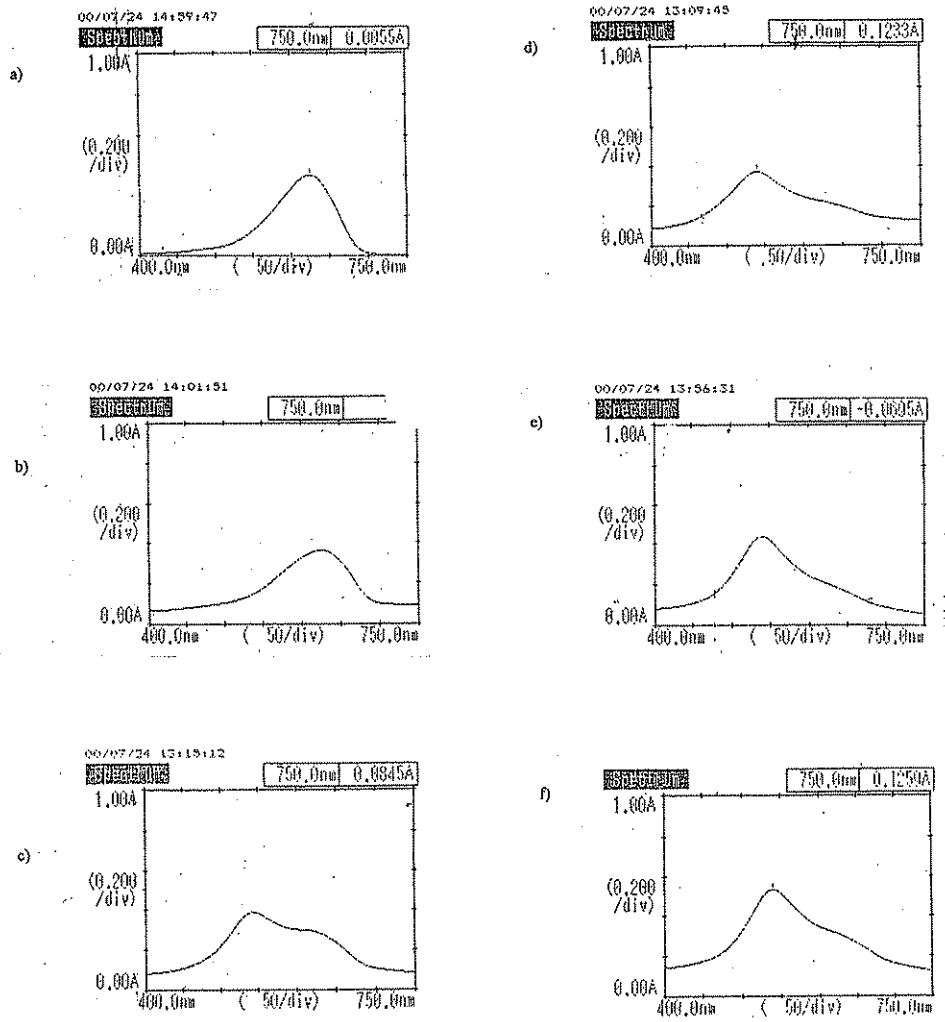 00/07/24 14:59:47
Spectrum
750.0nm 0.0055A
a)
1.00A
(0.200
/div)
0.00A
400.0nm ( 50/div) 750.0nm
00/07/24 14:01:51
Spectrum
750.0nm
b)
1.00A
(0.200
/div)
0.00A
400.0nm ( 50/div) 750.0nm
00/07/24 13:15:12
Spectrum
750.0nm 0.0845A
c)
1.00A
(0.200
/div)
0.00A
400.0nm ( 50/div) 750.0nm
00/07/24 13:09:45
d)
Spectrum
750.0nm 0.1233A
1.00A
(0.200
/div)
0.00A
400.0nm ( 50/div) 750.0nm
00/07/24 13:56:31
Spectrum
e)
750.0nm
1.00A
(0.200
/div)
0.00A
400.0nm ( 50/div) 750.0nm
f)
Spectrum
750.0nm 0.1259A
1.00A
(0.200
/div)
0.00A
400.0nm ( 50/div) 750.0nm